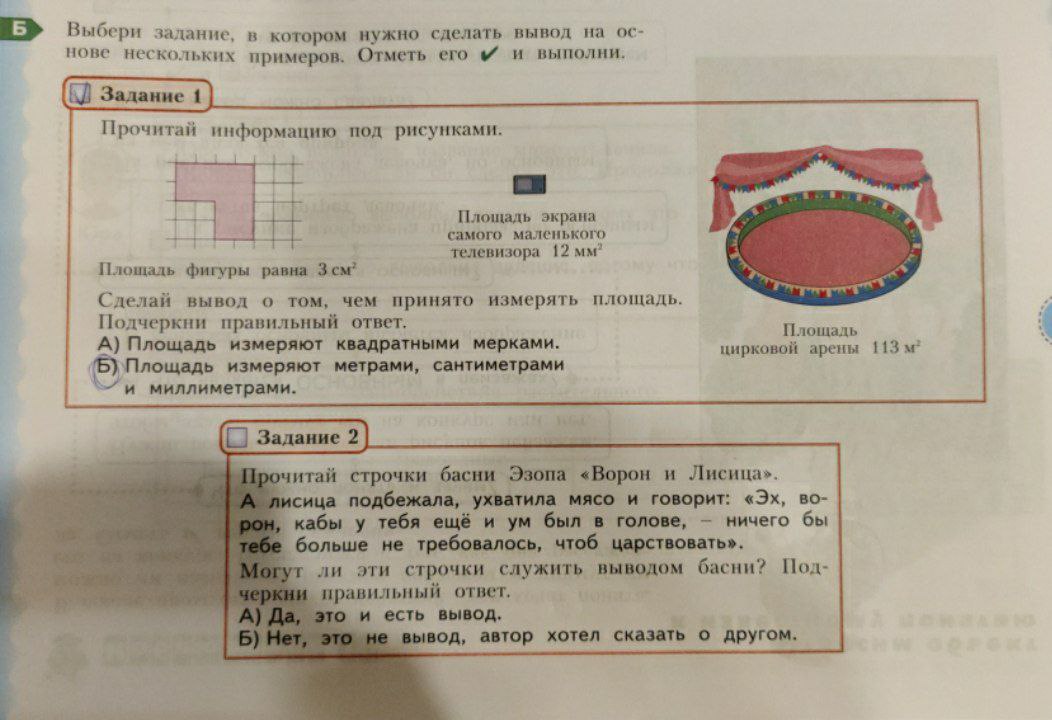 Б
Выбери задание, в котором нужно сделать вывод на ос-
нове нескольких примеров. Отметь его ✔ и выполни.
Задание 1
Прочитай информацию под рисунками.
Площадь фигуры равна 3 см²
Площадь экрана
самого маленького
телевизора 12 мм²
Площадь
цирковой арены 113 м²
Сделай вывод о том, чем принято измерять площадь.
Подчеркни правильный ответ.
А) Площадь измеряют квадратными мерками.
Б) Площадь измеряют метрами, сантиметрами
и миллиметрами.
Задание 2
Прочитай строчки басни Эзопа «Ворон и Лисица».
А лисица подбежала, ухватила мясо и говорит: «Эх, во-
рон, кабы у тебя ещё и ум был в голове, – ничего бы
тебе больше не требовалось, чтоб царствовать».
Могут ли эти строчки служить выводом басни? Под-
черкни правильный ответ.
А) Да, это и есть вывод.
Б) Нет, это не вывод, автор хотел сказать о другом.